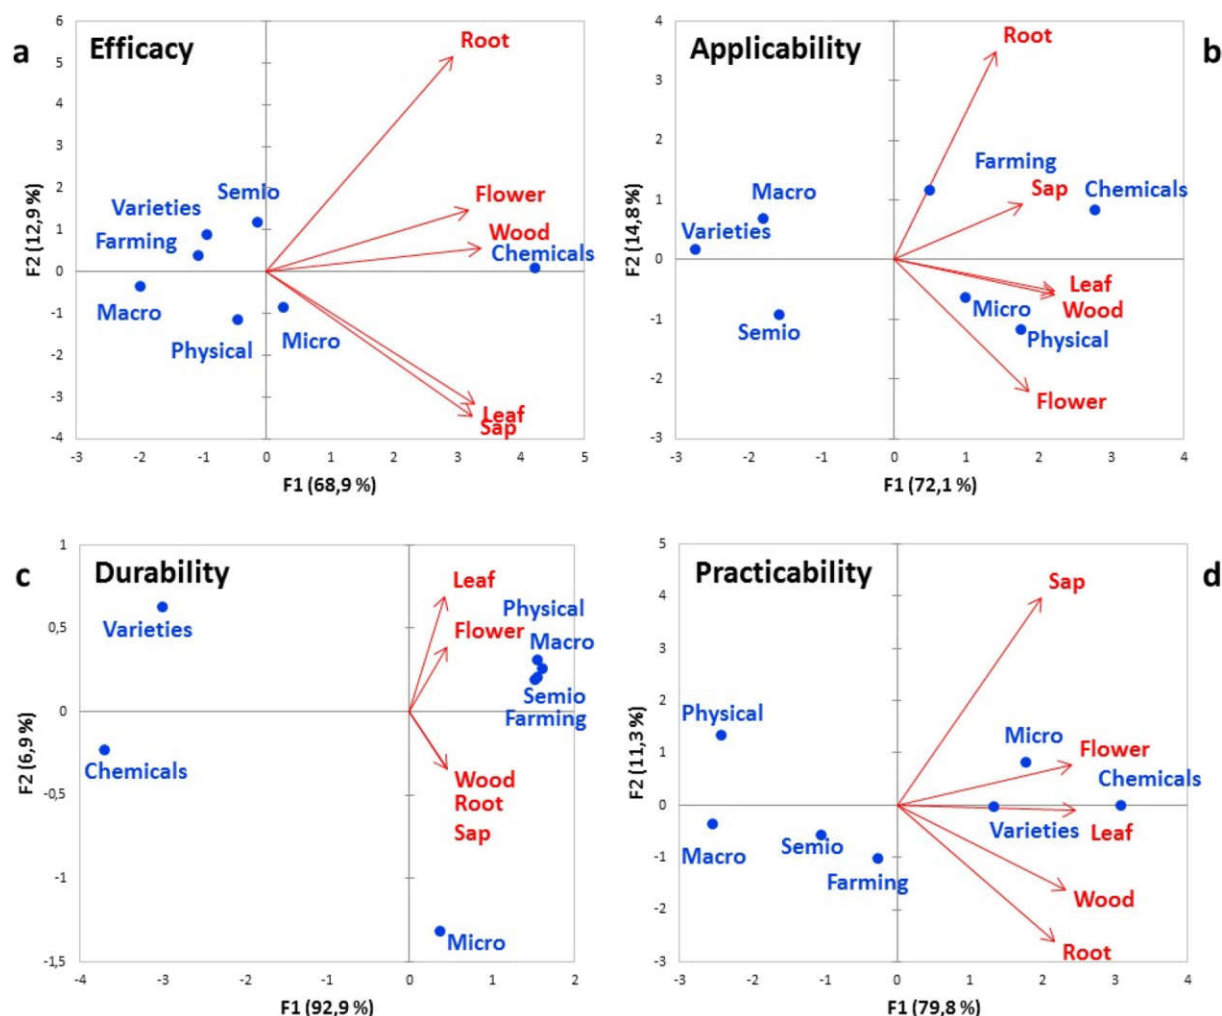 a
Efficacy
6
5
4
3
2
1
0
-1
-2
-3
-4
F2 (12,9 %)
Root
Flower
Wood
Chemicals
Semio
Varieties
Farming
Macro
Physical
Micro
Leaf
Sap
-3
-2
-1
0
1
2
3
4
5
F1 (68,9 %)
b
Applicability
4
3
2
1
0
-1
-2
-3
F2 (14,8%)
Root
Farming
Sap
Chemicals
Macro
Varieties
Leaf
Wood
Micro
Physical
Semio
Flower
-3
-2
-1
0
1
2
3
4
F1 (72,1 %)
c
Durability
1
0,5
0
-0,5
-1
-1,5
F2 (6,9 %)
Leaf
Physical
Flower
Macro
Varieties
Semio
Farming
Chemicals
Wood
Root
Sap
Micro
-4
-3
-2
-1
0
1
2
F1 (92,9 %)
d
Practicability
5
4
3
2
1
0
-1
-2
-3
F2 (11,3 %)
Sap
Physical
Micro
Flower
Chemicals
Varieties
Leaf
Macro
Semio
Farming
Wood
Root
-3
-2
-1
0
1
2
3
4
F1 (79,8 %)